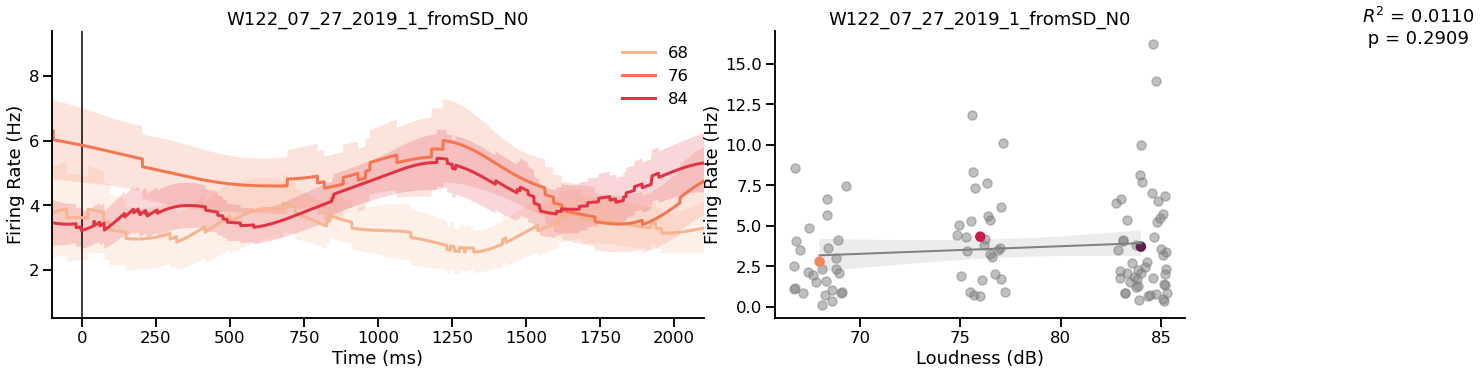 W122_07_27_2019_1_fromSD_N0
68
76
84
8
6
4
2
Firing Rate (Hz)
0 250 500 750 1000 1250 1500 1750 2000
Time (ms)
W122_07_27_2019_1_fromSD_N0
15.0
12.5
10.0
7.5
5.0
2.5
0.0
Firing Rate (Hz)
70 75 80 85
Loudness (dB)
R² = 0.0110
p = 0.2909